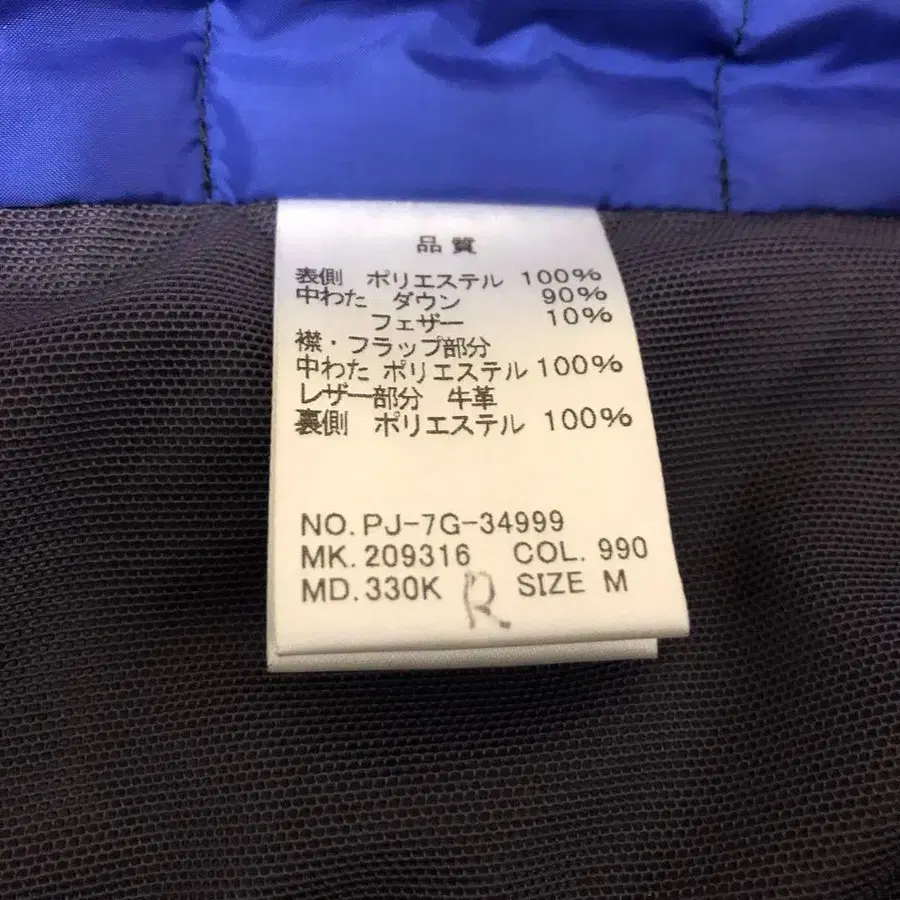 品質
表側 ポリエステル 100%
中わた ダウン 90%
フェザー 10%
襟・フラップ部分
中わた ポリエステル 100%
レザー部分 牛革
裏側 ポリエステル 100%
NO.PJ-7G-34999
MK.209316 COL.990
MD.330K R SIZE M